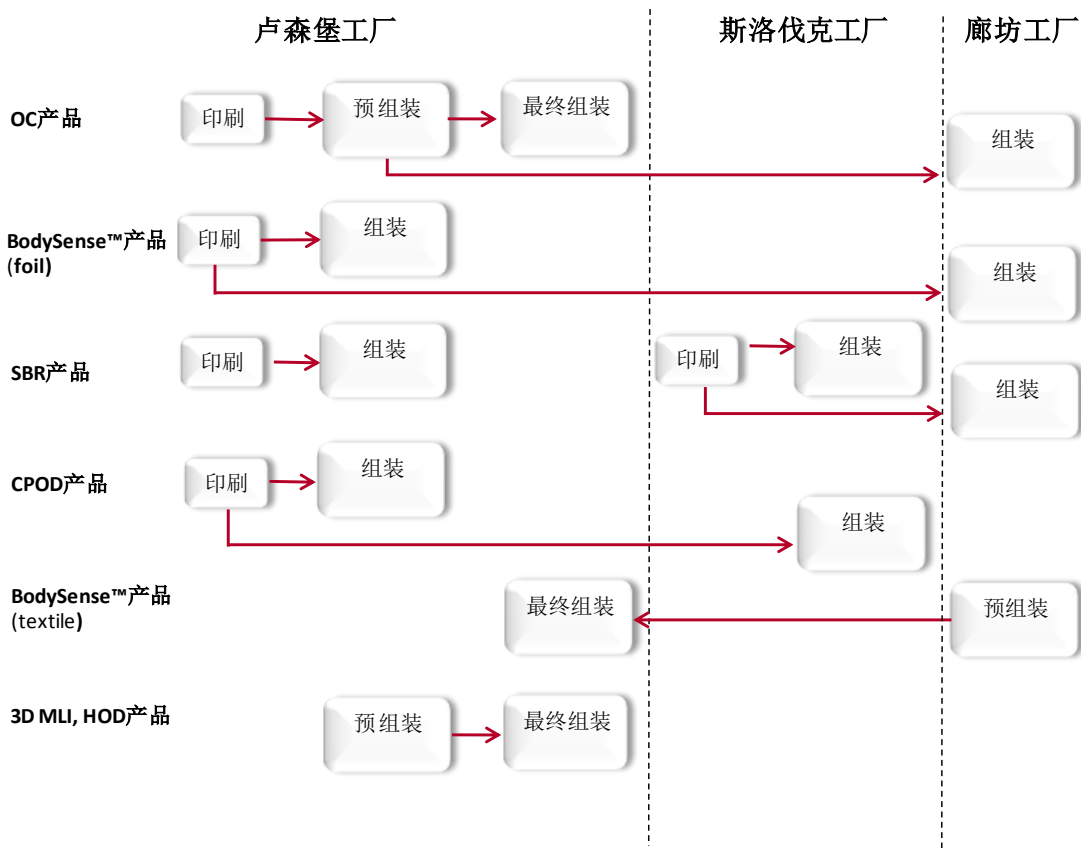 卢森堡工厂
斯洛伐克工厂
廊坊工厂
OC产品
印刷
预组装
最终组装
组装
BodySense™产品
(foil)
印刷
组装
组装
SBR产品
印刷
组装
印刷
组装
组装
CPOD产品
印刷
组装
组装
BodySense™产品
(textile)
最终组装
预组装
3D MLI, HOD产品
预组装
最终组装